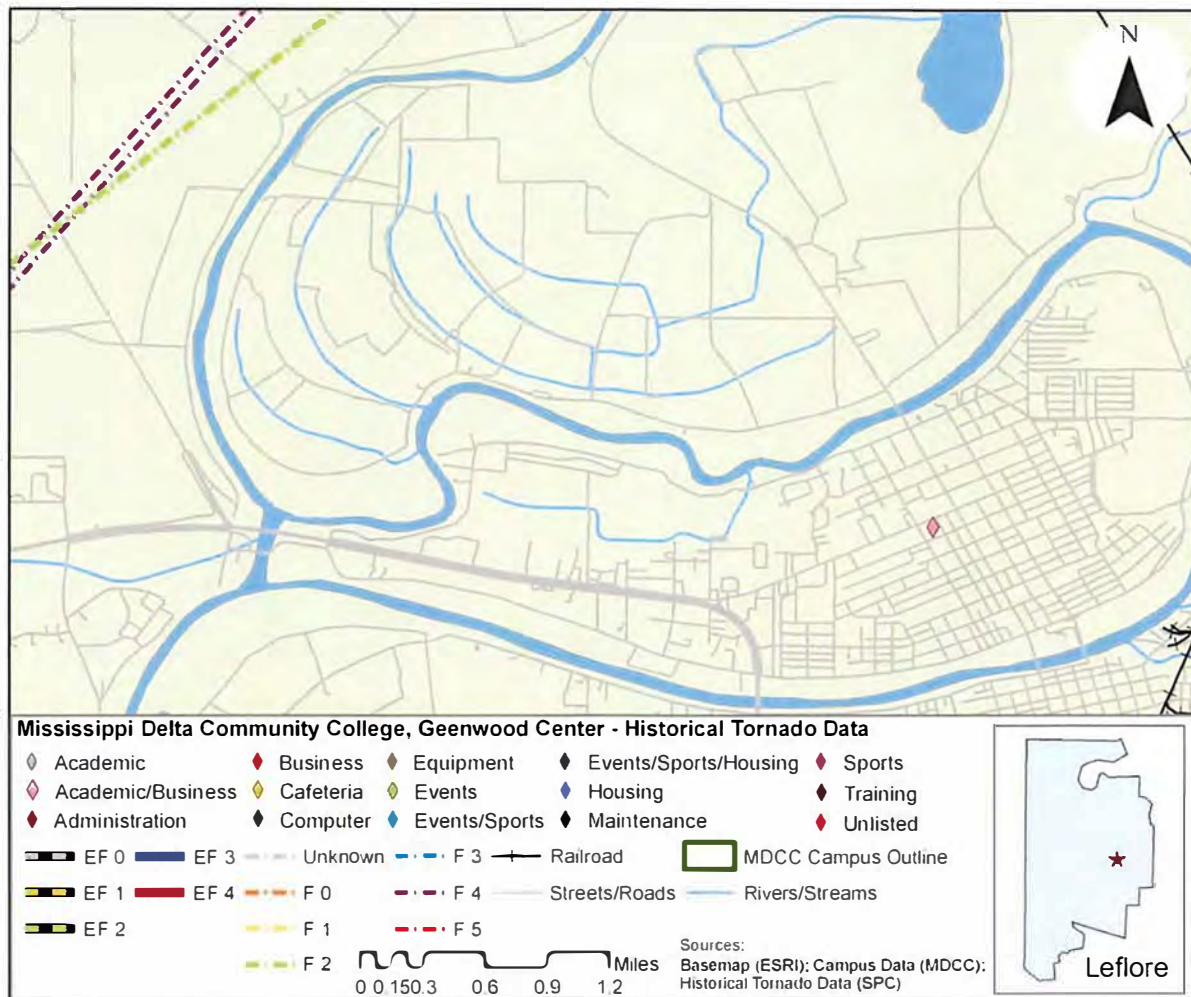 N
Mississippi Delta Community College, Geenwood Center - Historical Tornado Data
Academic
Business
Equipment
Events/Sports/Housing
Sports
Academic/Business
Cafeteria
Events
Housing
Training
Administration
Computer
Events/Sports
Maintenance
Unlisted
EF 0
EF 3
Unknown
F 3
Railroad
MDCC Campus Outline
EF 1
EF 4
F 0
F 4
Streets/Roads
Rivers/Streams
EF 2
F 1
F 5
F 2
Miles
0 0.150.3 0.6 0.9 1.2
Sources:
Basemap (ESRI); Campus Data (MDCC);
Historical Tornado Data (SPC)
Leflore